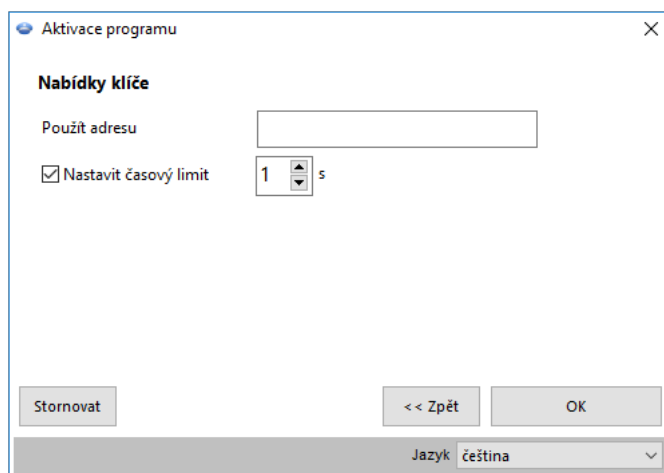 Aktivace programu
Nabídky klíče
Použít adresu
Nastavit časový limit 1 s
Stornovat << Zpět OK
Jazyk čeština